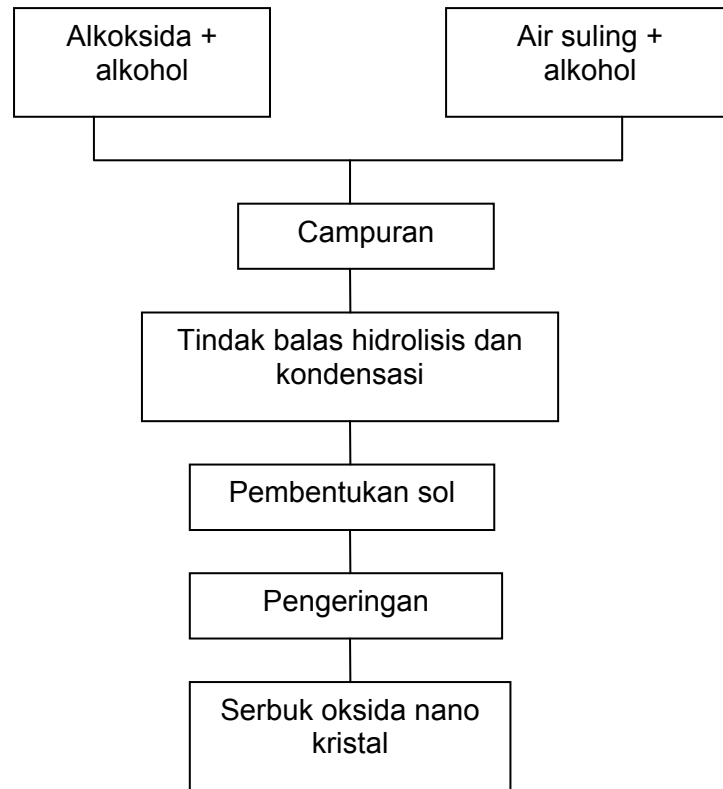 Alkoksida +
alkohol
Air suling +
alkohol
Campuran
Tindak balas hidrolisis dan
kondensasi
Pembentukan sol
Pengeringan
Serbuk oksida nano
kristal